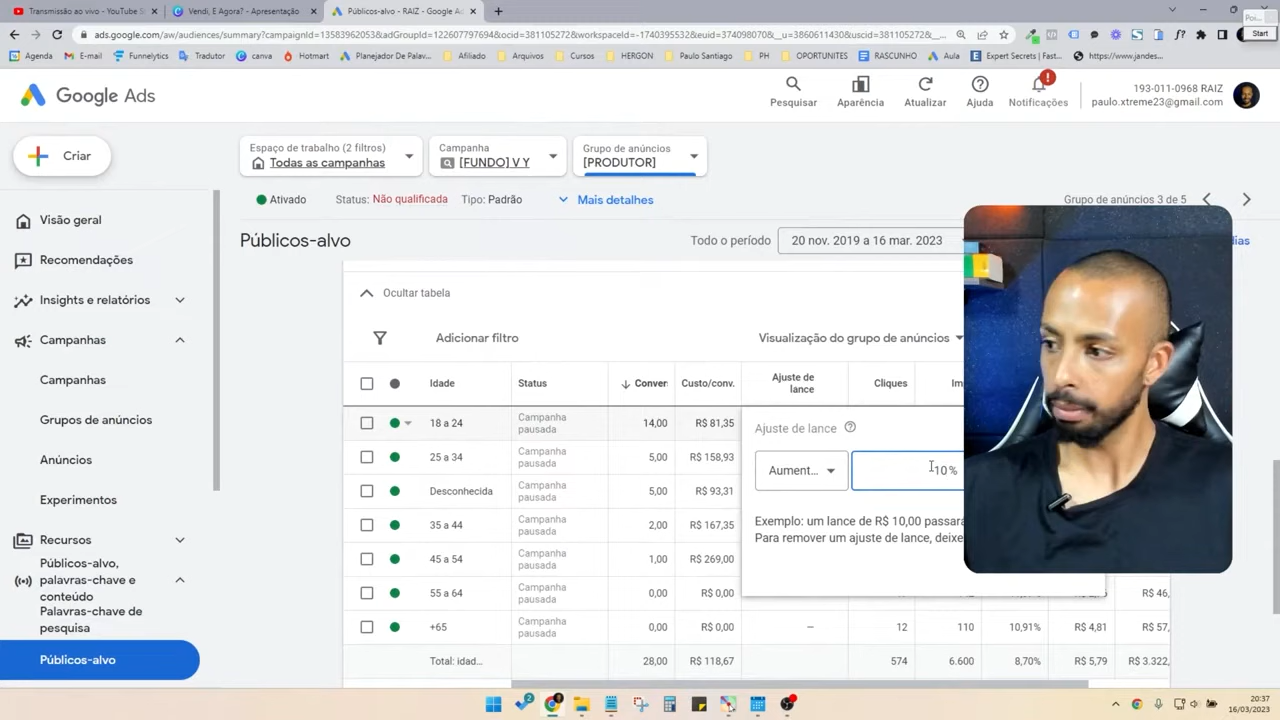 Transmissão ao vivo - YouTube S
Vendi, E Agora? - Apresentação
Públicos-alvo - RAIZ - Google Ad
Poi...
Start
ads.google.com/aw/audiences/summary?campaignId=13583962053&adGroupId=122607797694&ocid=381105272&workspaceId=-1740395532&euid=374098070&__u=3860611430&uscid=381105272&__...
Agenda
E-mail
Funnelytics
Tradutor
canva
Hotmart
Planejador De Palav...
Afiliado
Arquivos
Cursos
HERGON
Paulo Santiago
PH
OPORTUNITES
RASCUNHO
Aula
Expert Secrets | Fast...
https://www.jandes...
Google Ads
Pesquisar
Aparência
Atualizar
Ajuda
Notificações
193-011-0968 RAIZ
paulo.xtreme23@gmail.com
Criar
Espaço de trabalho (2 filtros)
Todas as campanhas
Campanha
[FUNDO] V Y
Grupo de anúncios
[PRODUTOR]
Ativado
Status: Não qualificada
Tipo: Padrão
Mais detalhes
Grupo de anúncios 3 de 5
Visão geral
Recomendações
Insights e relatórios
Campanhas
Campanhas
Grupos de anúncios
Anúncios
Experimentos
Recursos
Públicos-alvo,
palavras-chave e
conteúdo
Palavras-chave de
pesquisa
Públicos-alvo
Públicos-alvo
Todo o período
20 nov. 2019 a 16 mar. 2023
dias
Ocultar tabela
Adicionar filtro
Visualização do grupo de anúncios
Idade
Status
Conver
Custo/conv.
Ajuste de
lance
Cliques
Im
18 a 24
Campanha
pausada
14,00
R$ 81,35
25 a 34
Campanha
pausada
5,00
R$ 158,93
Desconhecida
Campanha
pausada
5,00
R$ 93,31
35 a 44
Campanha
pausada
2,00
R$ 167,35
45 a 54
Campanha
pausada
1,00
R$ 269,00
55 a 64
Campanha
pausada
0,00
R$ 0,00
R$ 46,
+65
Campanha
pausada
0,00
R$ 0,00
—
12
110
10,91%
R$ 4,81
R$ 57,
Total: idad...
28,00
R$ 118,67
574
6.600
8,70%
R$ 5,79
R$ 3.322,
Ajuste de lance
Aument...
10%
Exemplo: um lance de R$ 10,00 passara
Para remover um ajuste de lance, deixe
2
20:37
16/03/2023